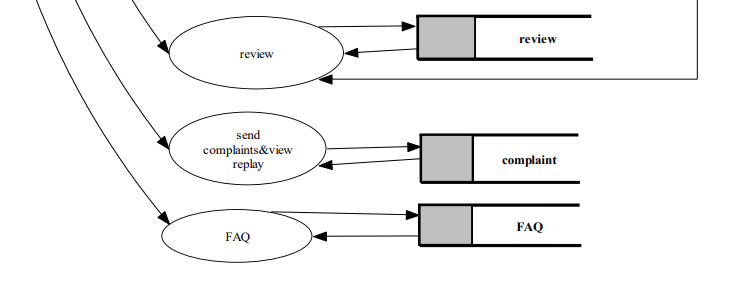 review
review
send
complaints&view
replay
complaint
FAQ
FAQ